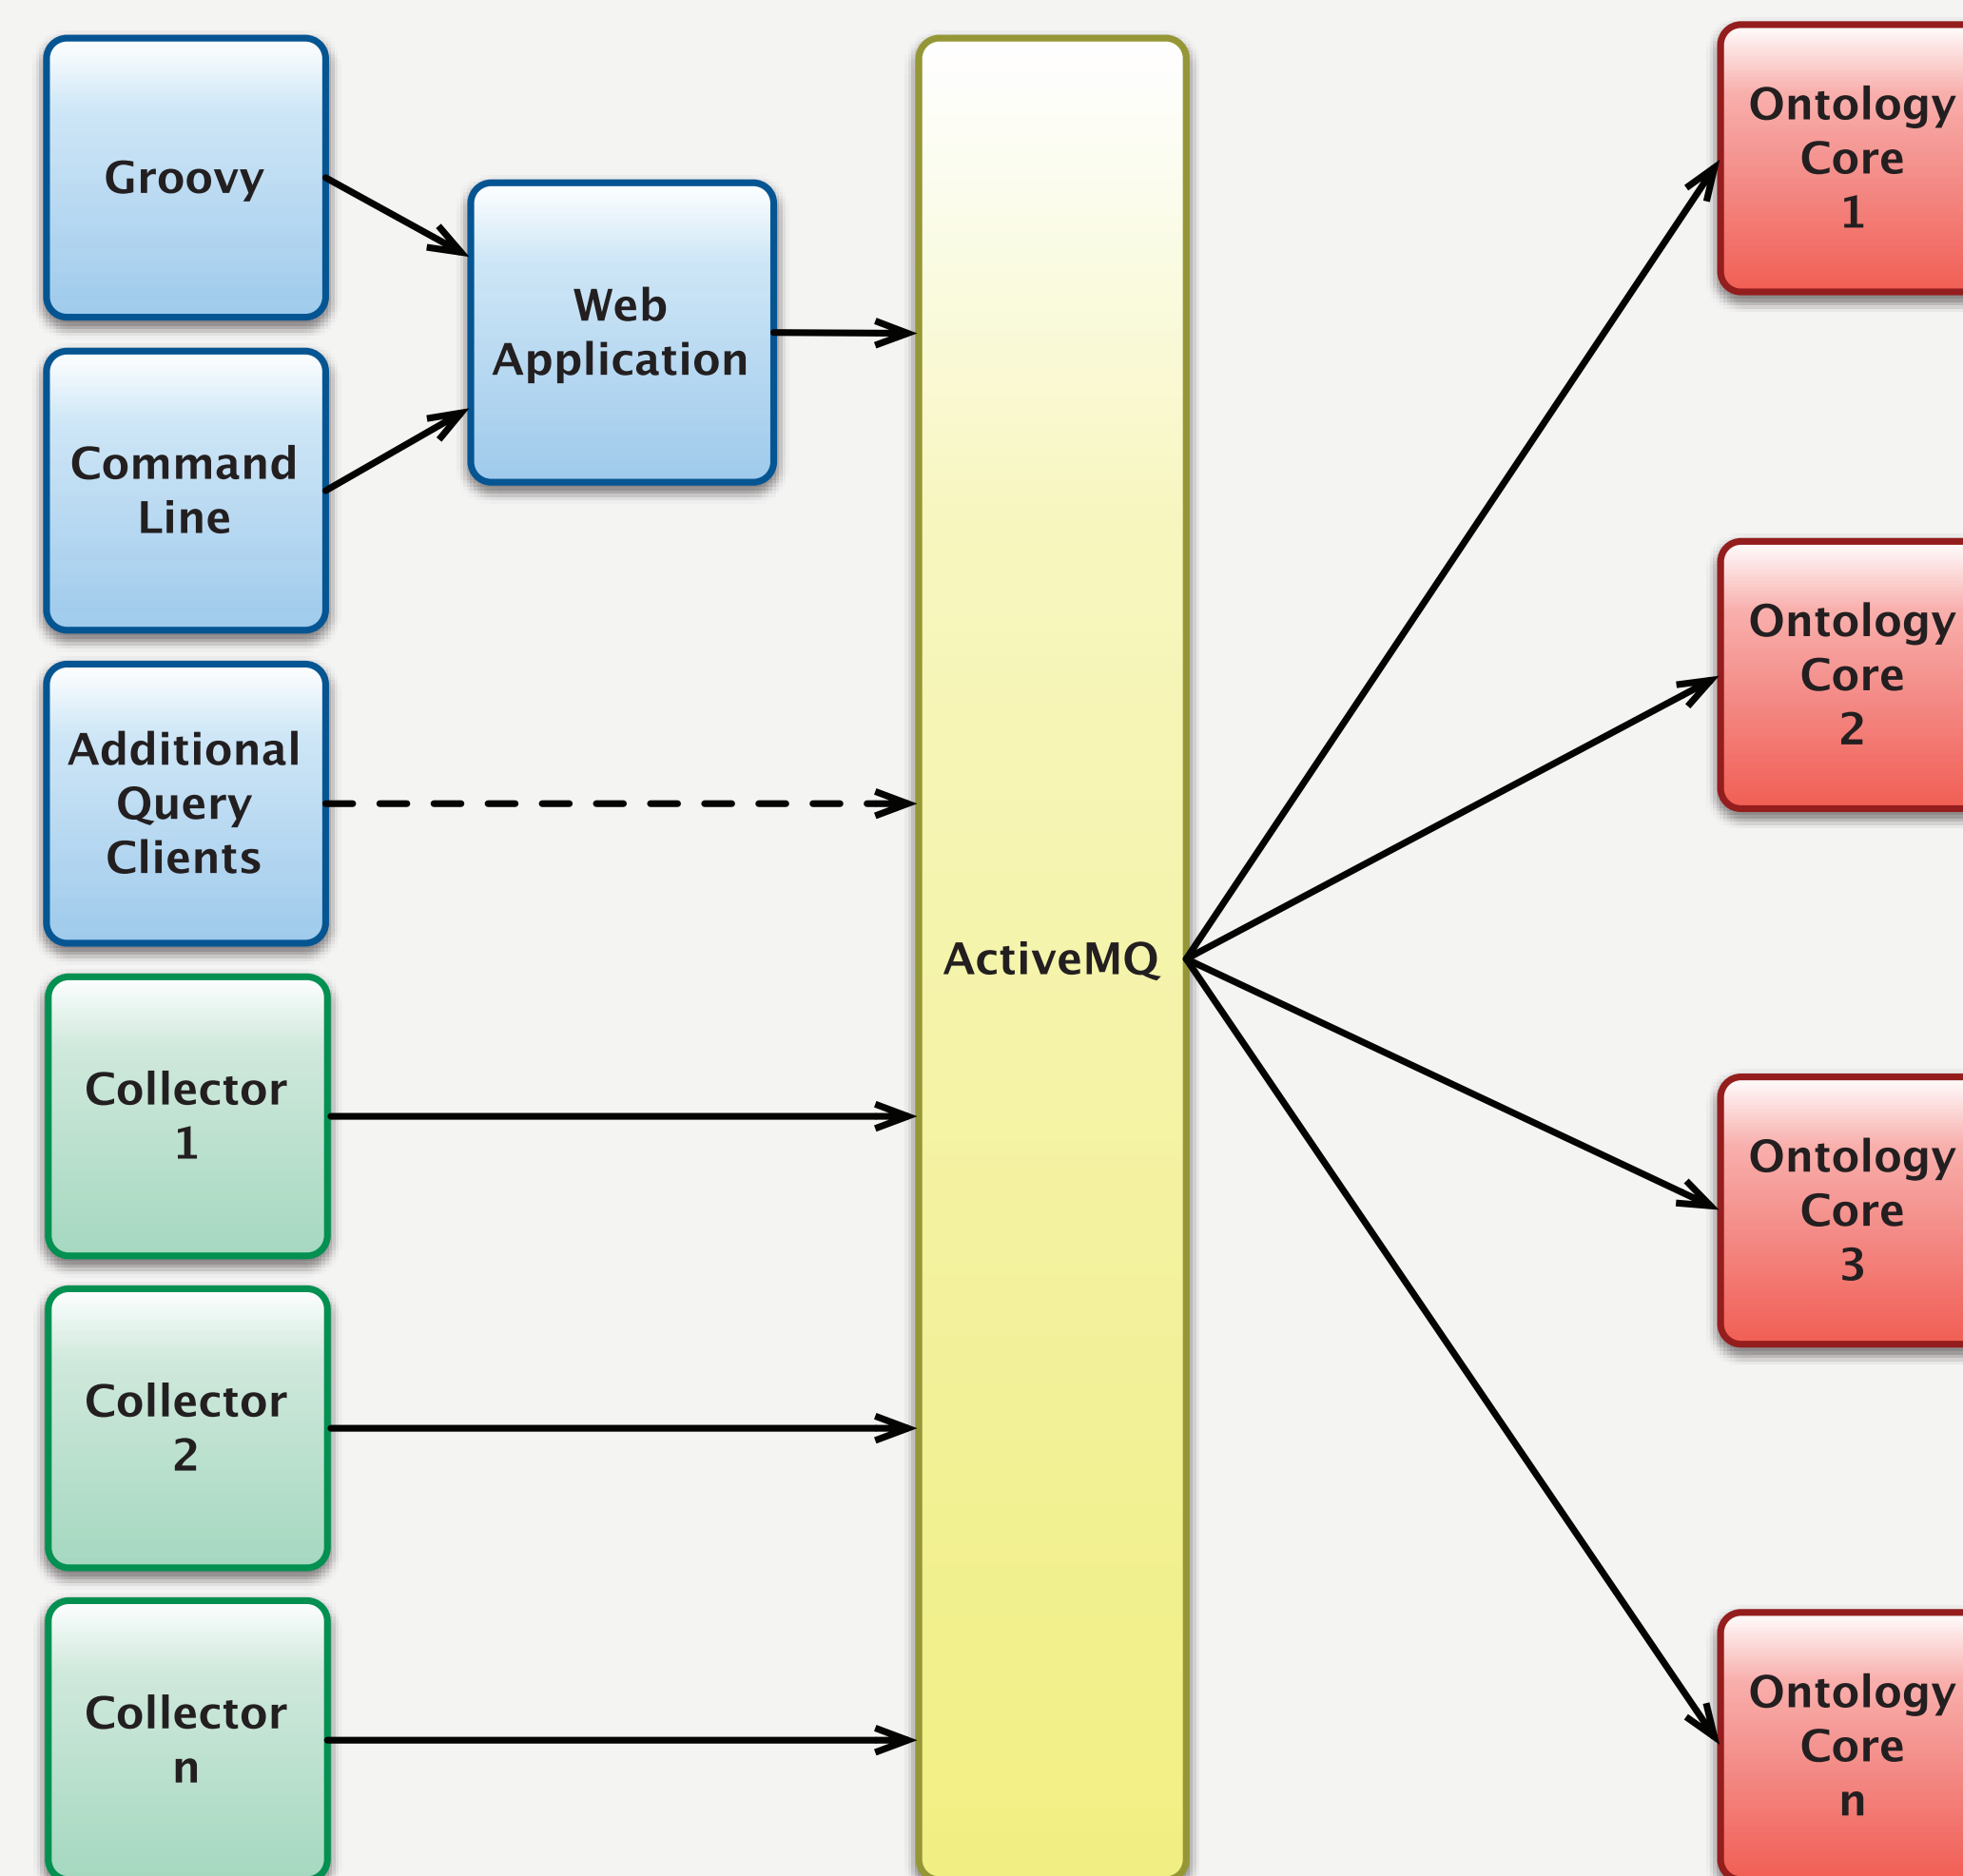 Groovy
Command
Line
Additional
Query
Clients
Collector
1
Collector
2
Collector
n
Web
Application
ActiveMQ
Ontology
Core
1
Ontology
Core
2
Ontology
Core
3
Ontology
Core
n